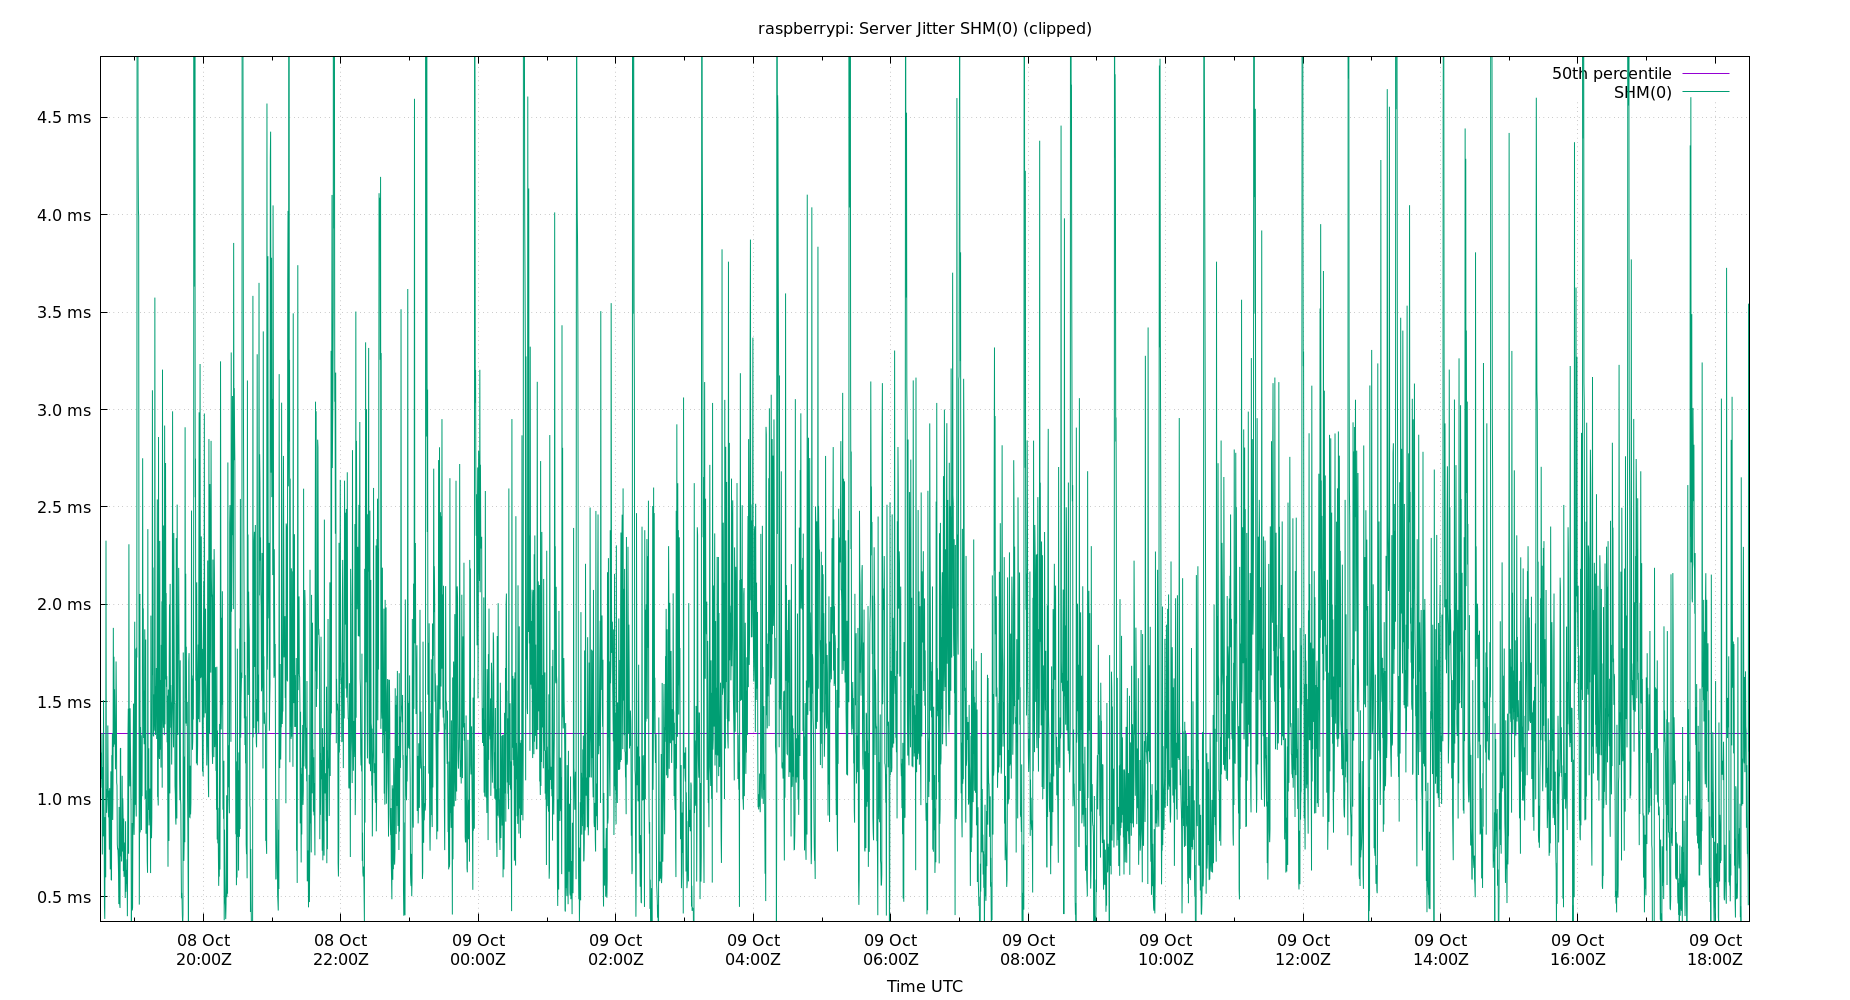 raspberrypi: Server Jitter SHM(0) (clipped)
50th percentile
SHM(0)
4.5 ms
4.0 ms
3.5 ms
3.0 ms
2.5 ms
2.0 ms
1.5 ms
1.0 ms
0.5 ms
08 Oct 08 Oct 09 Oct 09 Oct 09 Oct 09 Oct 09 Oct 09 Oct 09 Oct 09 Oct 09 Oct 09 Oct
20:00Z 22:00Z 00:00Z 02:00Z 04:00Z 06:00Z 08:00Z 10:00Z 12:00Z 14:00Z 16:00Z 18:00Z
Time UTC